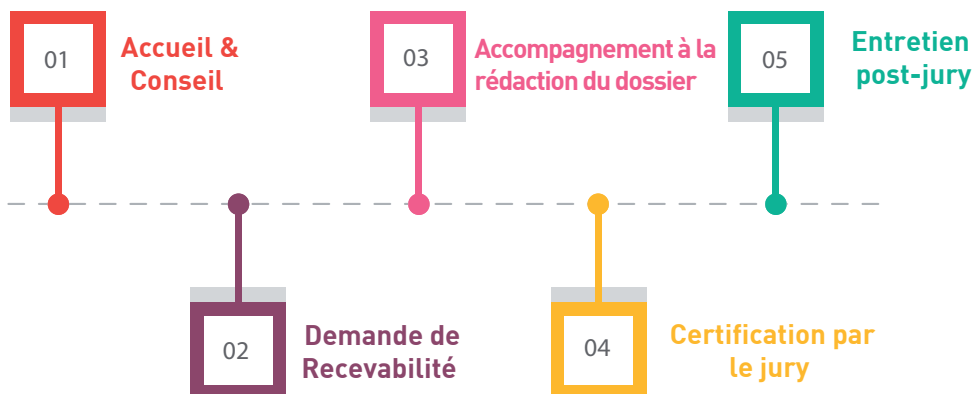 01
Accueil &
Conseil
02
Demande de
Recevabilité
03
Accompagnement à la
rédaction du dossier
04
Certification par
le jury
05
Entretien
post-jury